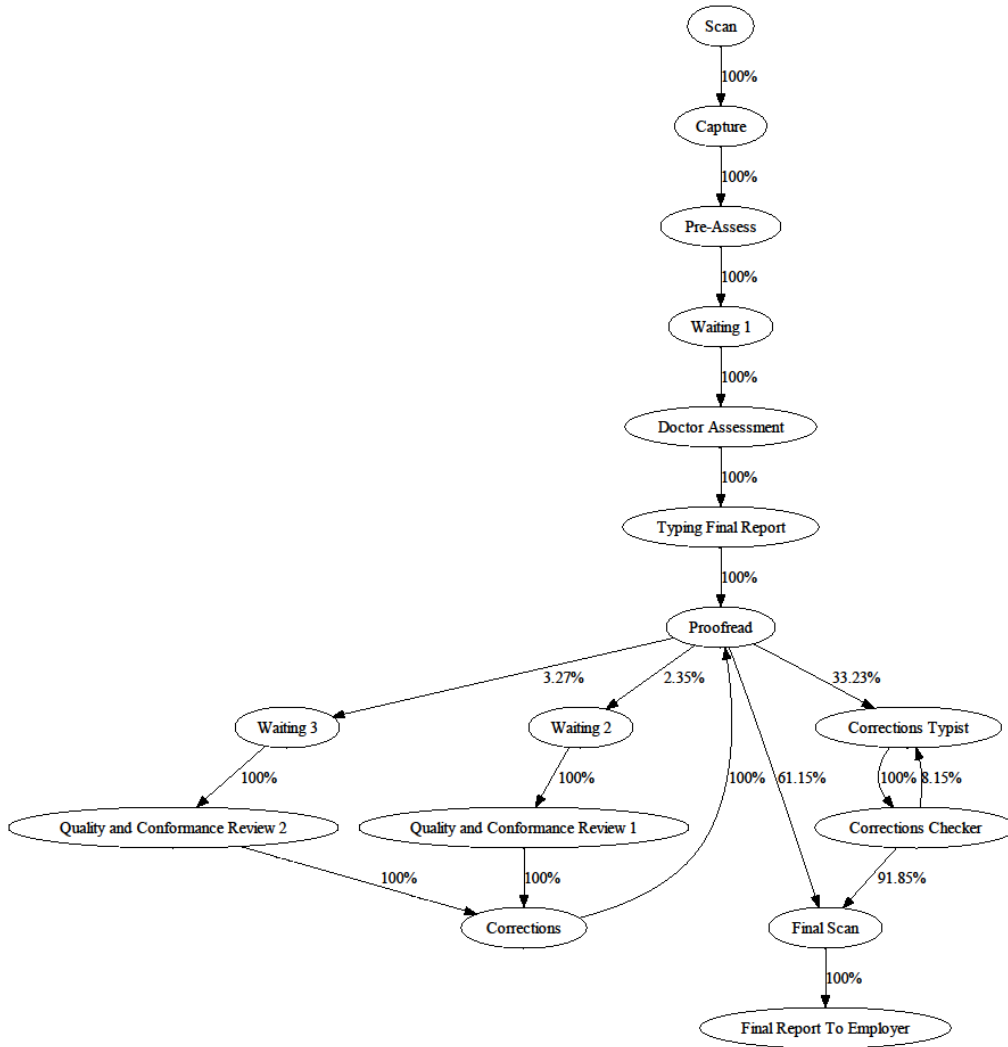 Scan
100%
Capture
100%
Pre-Assess
100%
Waiting 1
100%
Doctor Assessment
100%
Typing Final Report
100%
Proofread
3.27%
2.35%
33.23%
Waiting 3
Waiting 2
Corrections Typist
100%
100%
100%
61.15%
100%
8.15%
Quality and Conformance Review 2
Quality and Conformance Review 1
Corrections Checker
100%
100%
91.85%
Corrections
Final Scan
100%
Final Report To Employer